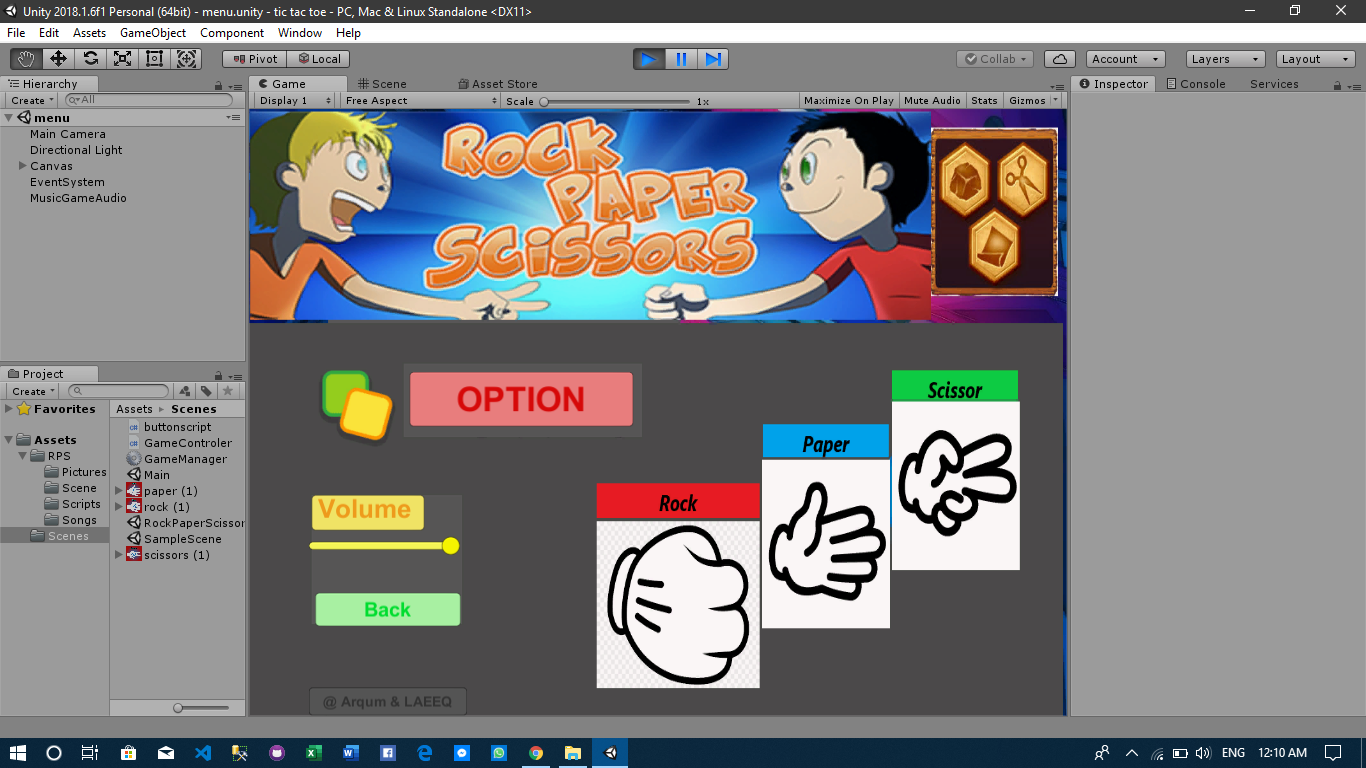 Unity 2018.1.6f1 Personal (64bit) - menu.unity - tic tac toe - PC, Mac & Linux Standalone <DX11>
File Edit Assets GameObject Component Window Help
Pivot Local Collab Account Layers Layout
Hierarchy
Create All
menu
Main Camera
Directional Light
Canvas
EventSystem
MusicGameAudio
Project
Create
Favorites
Assets
RPS
Pictures
Scene
Scripts
Songs
Scenes
Assets Scenes
buttonscript
GameControler
GameManager
Main
paper (1)
rock (1)
RockPaperScissor
SampleScene
scissors (1)
Game Scene Asset Store
Display 1 Free Aspect Scale 1x Maximize On Play Mute Audio Stats Gizmos
ROCK
PAPER
SCISSORS
OPTION
Volume
Back
@ Arqum & LAEEQ
Rock
Paper
Scissor
Inspector Console Services
ENG 12:10 AM